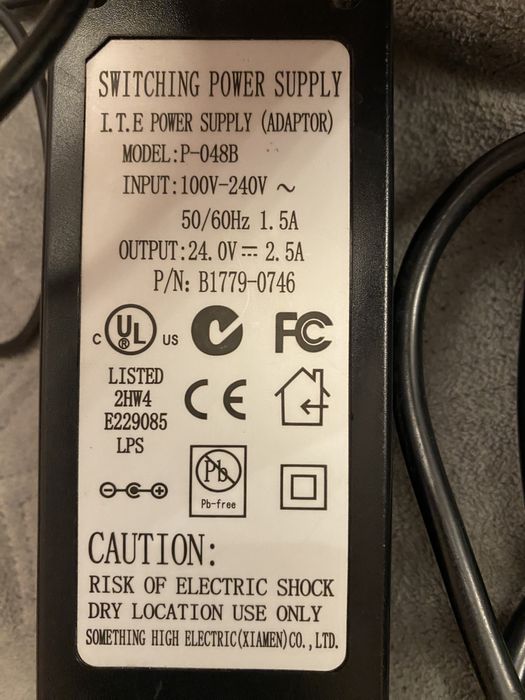 SWITCHING POWER SUPPLY
I.T.E POWER SUPPLY (ADAPTOR)
MODEL:P-048B
INPUT:100V-240V ~
50/60Hz 1.5A
OUTPUT:24.0V⎓ 2.5A
P/N: B1779-0746
C UL ® US FC
LISTED
2HW4
E229085
LPS
CE
Pb
Pb-free
CAUTION:
RISK OF ELECTRIC SHOCK
DRY LOCATION USE ONLY
SOMETHING HIGH ELECTRIC(XIAMEN)CO.,LTD.